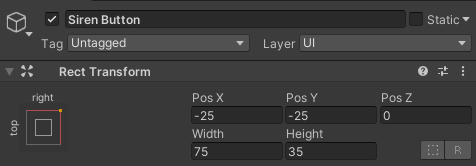 Siren Button Static
Tag Untagged Layer UI
Rect Transform
right
top
Pos X Pos Y Pos Z
-25 -25 0
Width Height
75 35
R